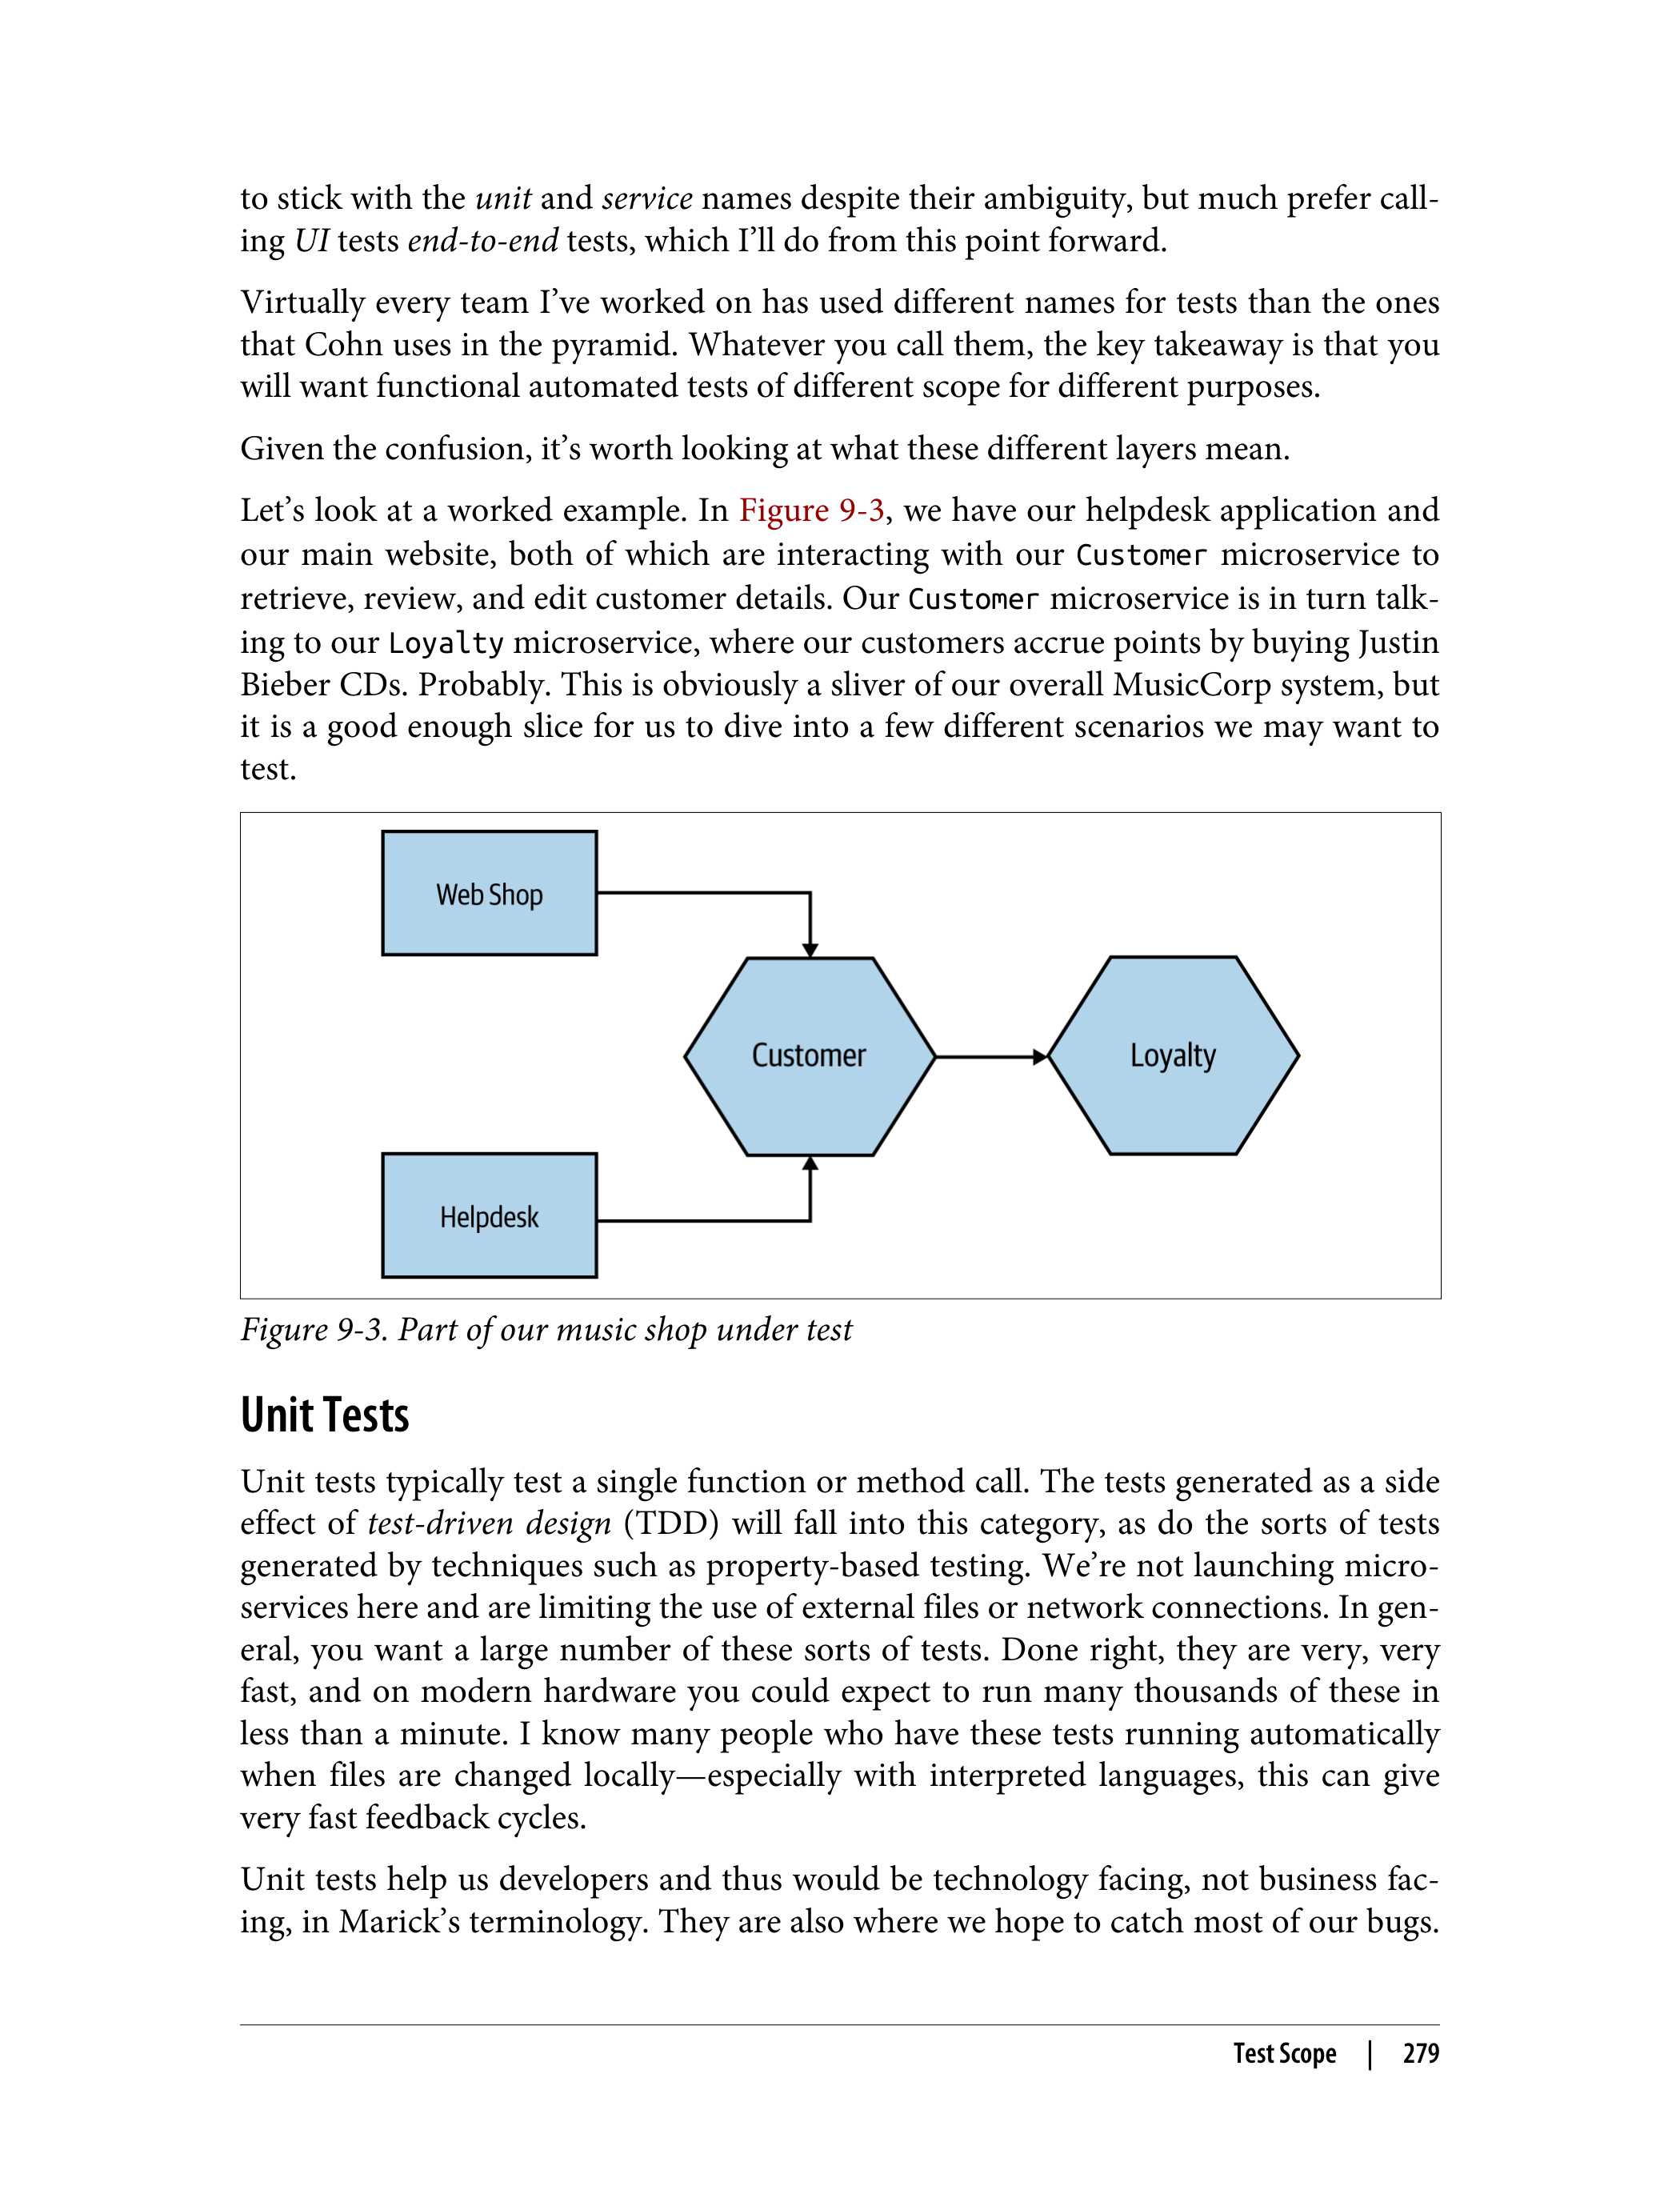 to stick with the unit and service names despite their ambiguity, but much prefer call-
ing UI tests end-to-end tests, which I’ll do from this point forward.
Virtually every team I’ve worked on has used different names for tests than the ones
that Cohn uses in the pyramid. Whatever you call them, the key takeaway is that you
will want functional automated tests of different scope for different purposes.
Given the confusion, it’s worth looking at what these different layers mean.
Let’s look at a worked example. In Figure 9-3, we have our helpdesk application and
our main website, both of which are interacting with our Customer microservice to
retrieve, review, and edit customer details. Our Customer microservice is in turn talk-
ing to our Loyalty microservice, where our customers accrue points by buying Justin
Bieber CDs. Probably. This is obviously a sliver of our overall MusicCorp system, but
it is a good enough slice for us to dive into a few different scenarios we may want to
test.
Web Shop
Customer
Loyalty
Helpdesk
Figure 9-3. Part of our music shop under test
Unit Tests
Unit tests typically test a single function or method call. The tests generated as a side
effect of test-driven design (TDD) will fall into this category, as do the sorts of tests
generated by techniques such as property-based testing. We’re not launching micro-
services here and are limiting the use of external files or network connections. In gen-
eral, you want a large number of these sorts of tests. Done right, they are very, very
fast, and on modern hardware you could expect to run many thousands of these in
less than a minute. I know many people who have these tests running automatically
when files are changed locally—especially with interpreted languages, this can give
very fast feedback cycles.
Unit tests help us developers and thus would be technology facing, not business fac-
ing, in Marick’s terminology. They are also where we hope to catch most of our bugs.
Test Scope | 279